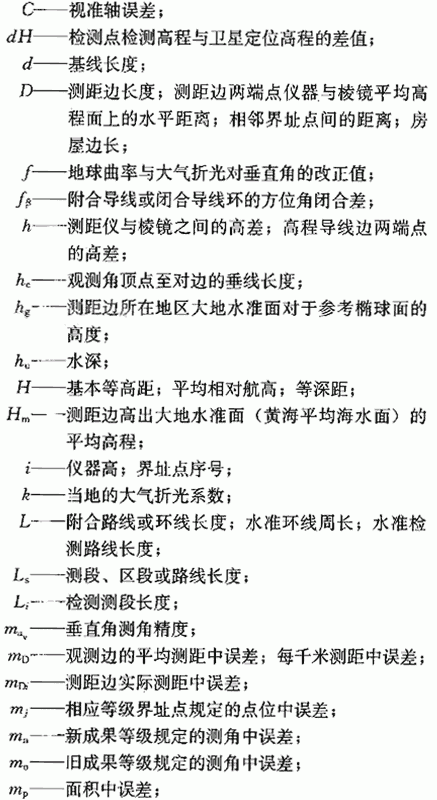 C——视准轴误差；
dH——检测点检测高程与卫星定位高程的差值；
d——基线长度；
D——测距边长度；测距边两端点仪器与棱镜平均高
程面上的水平距离；相邻界址点间的距离；房
屋边长；
f——地球曲率与大气折光对垂直角的改正值；
fβ——附合导线或闭合导线环的方位角闭合差；
h——测距仪与棱镜之间的高差；高程导线边两端点
的高差；
hc——观测角顶点至对边的垂线长度；
hg——测距边所在地区大地水准面对于参考椭球面的
高度；
hu——水深；
H——基本等高距；平均相对航高；等深距；
Hm——测距边高出大地水准面（黄海平均海水面）的
平均高程；
i——仪器高；界址点序号；
k——当地的大气折光系数；
L——附合路线或环线长度；水准环线周长；水准检
测路线长度；
Ls——测段、区段或路线长度；
Li——检测测段长度；
mαv——垂直角测角精度；
mD——观测边的平均测距中误差；每千米测距中误差；
mDi——测距边实际测距中误差；
mj——相应等级界址点规定的点位中误差；
mn——新成果等级规定的测角中误差；
mo——旧成果等级规定的测角中误差；
mp——面积中误差；